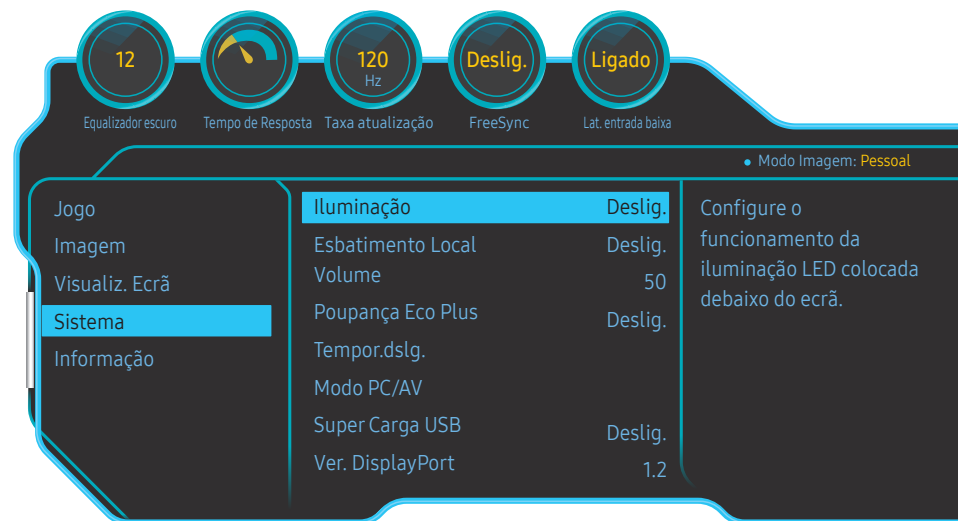 12
120
Hz
Deslig.
Ligado
Equalizador escuro
Tempo de Resposta
Taxa atualização
FreeSync
Lat. entrada baixa
• Modo Imagem: Pessoal
Jogo
Imagem
Visualiz. Ecrã
Sistema
Informação
Iluminação Deslig.
Esbatimento Local Deslig.
Volume 50
Poupança Eco Plus Deslig.
Tempor.dslg.
Modo PC/AV
Super Carga USB Deslig.
Ver. DisplayPort 1.2
Configure o
funcionamento da
iluminação LED colocada
debaixo do ecrã.